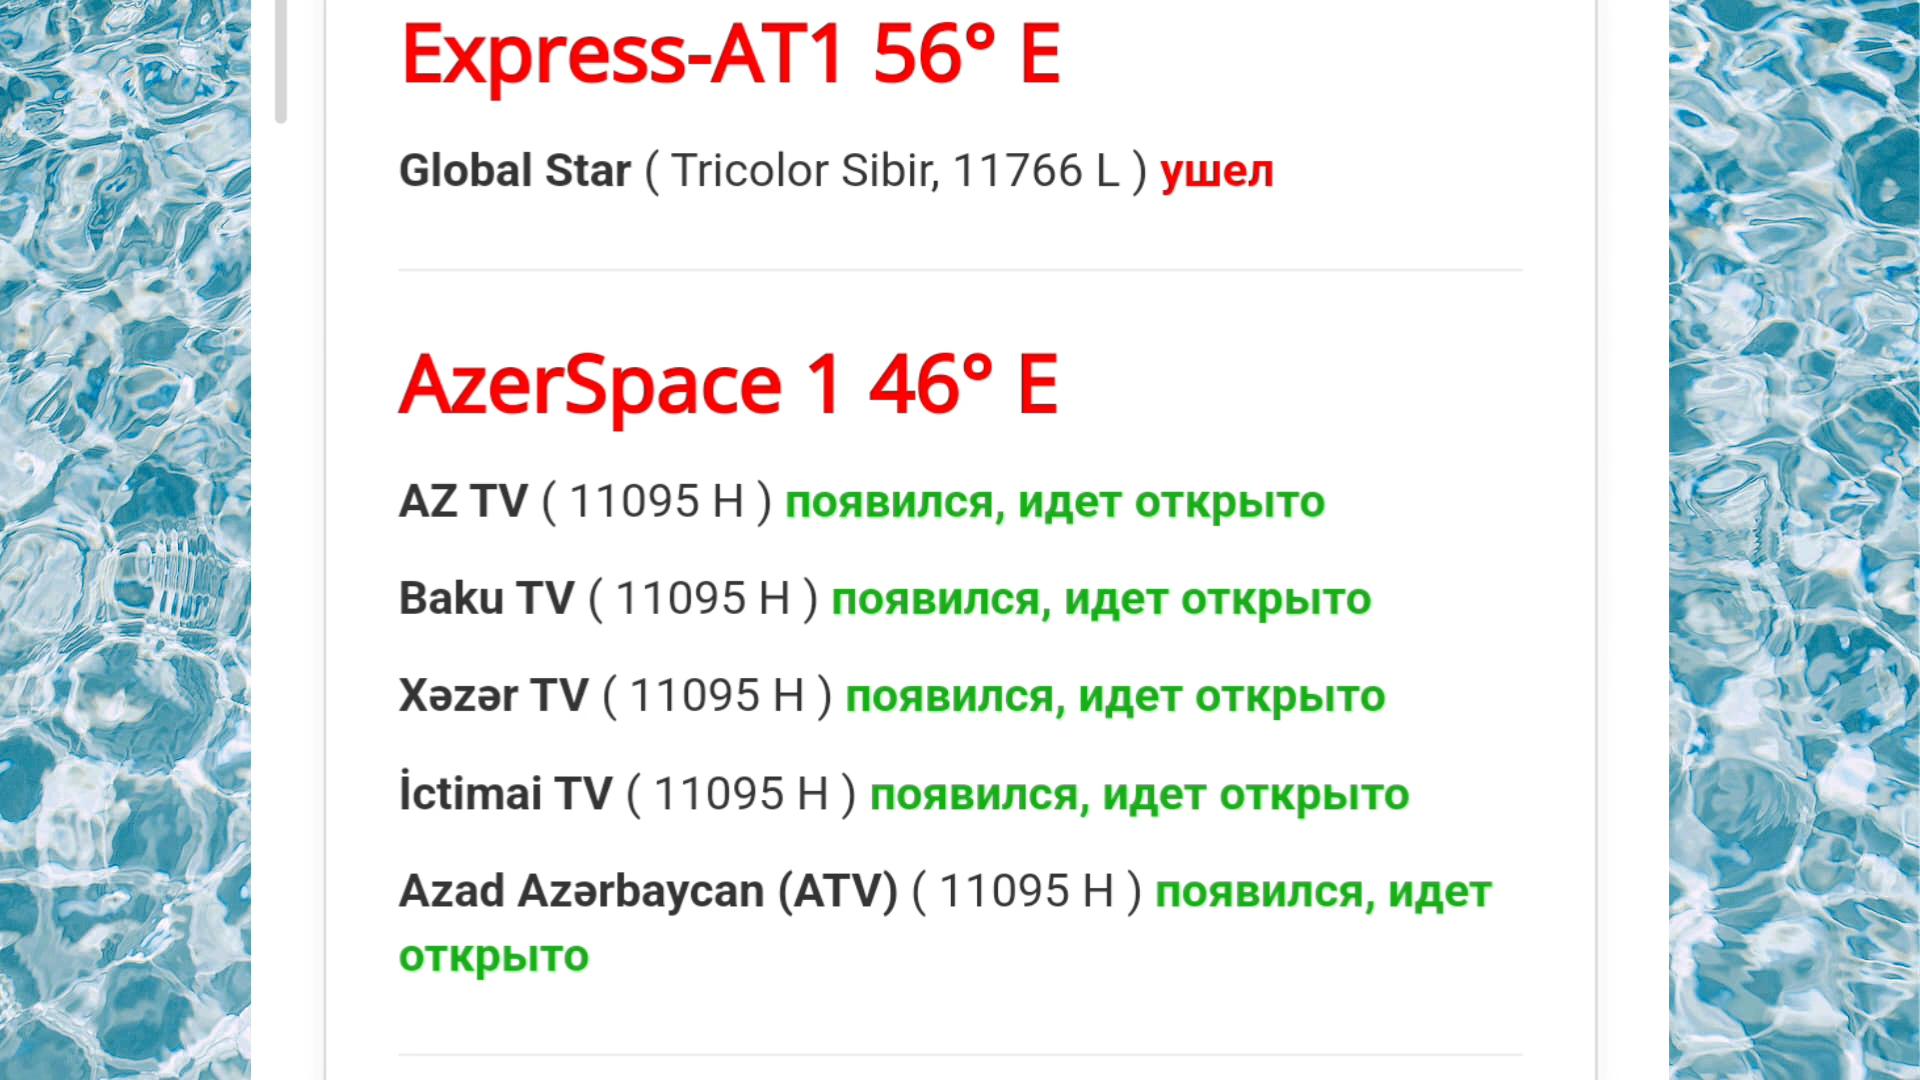 Express-AT1 56° E
Global Star ( Tricolor Sibir, 11766 L ) ушел
AzerSpace 1 46° E
AZ TV ( 11095 H ) появился, идет открыто
Baku TV ( 11095 H ) появился, идет открыто
Xəzər TV ( 11095 H ) появился, идет открыто
İctimai TV ( 11095 H ) появился, идет открыто
Azad Azərbaycan (ATV) ( 11095 H ) появился, идет
открыто